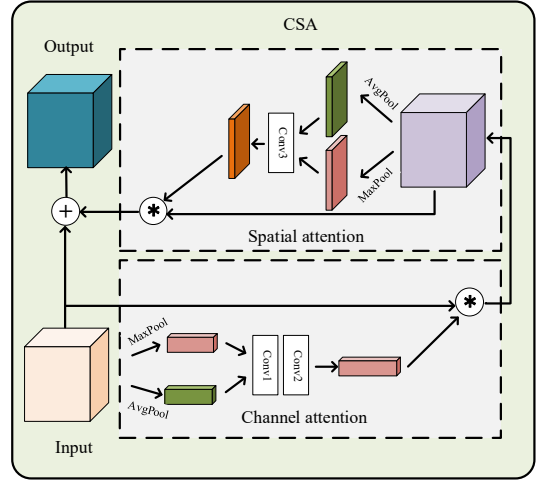 CSA
Output
AvgPool
Conv3
MaxPool
Spatial attention
MaxPool
Conv1
Conv2
AvgPool
Channel attention
Input